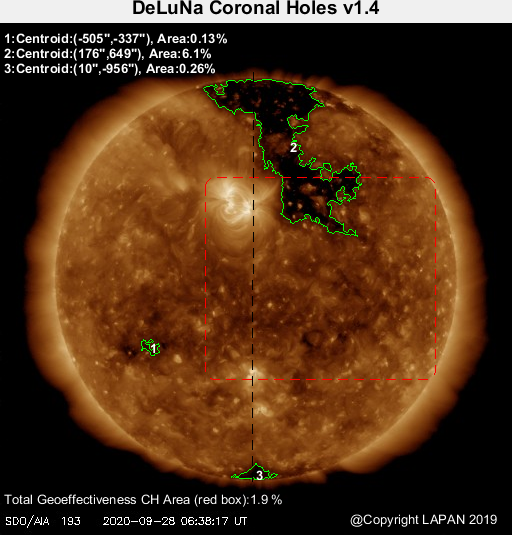 DeLuNa Coronal Holes v1.4
1:Centroid:(-505",-337"), Area:0.13%
2:Centroid:(176",649"), Area:6.1%
3:Centroid:(10",-956"), Area:0.26%
2
1
3
Total Geoeffectiveness CH Area (red box):1.9 %
SDO/AIA 193 2020-09-28 06:38:17 UT
@Copyright LAPAN 2019